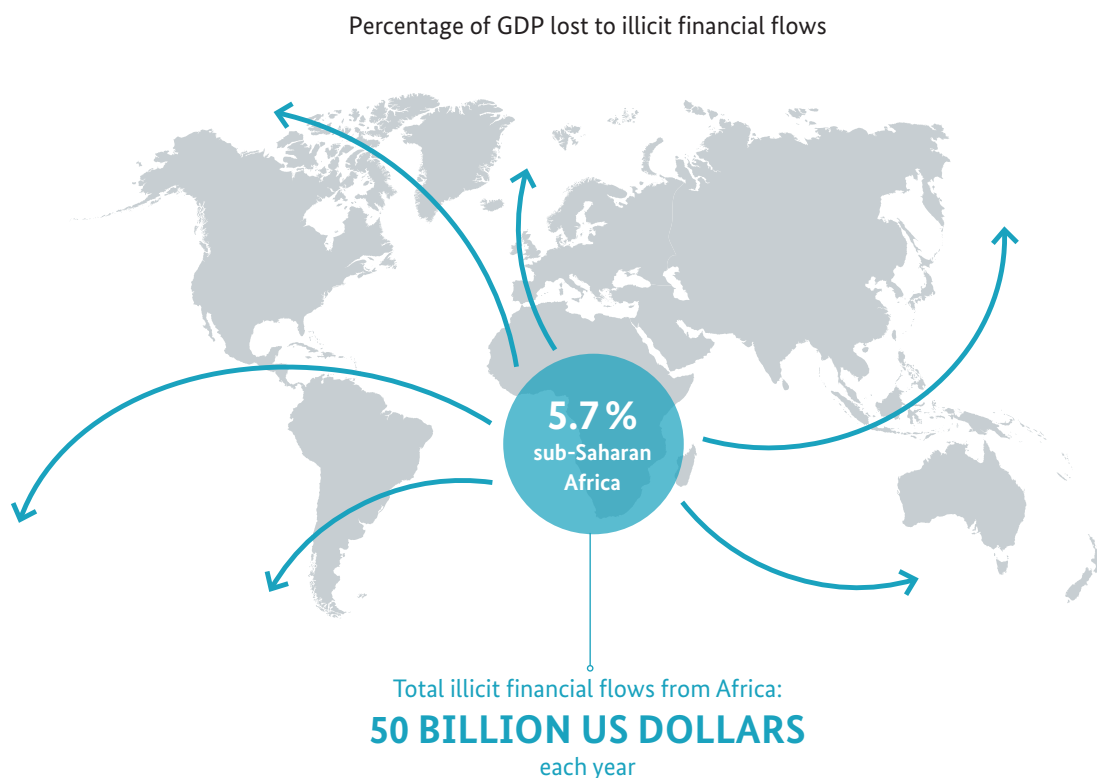 Percentage of GDP lost to illicit financial flows
5.7 %
sub-Saharan
Africa
Total illicit financial flows from Africa:
50 BILLION US DOLLARS
each year